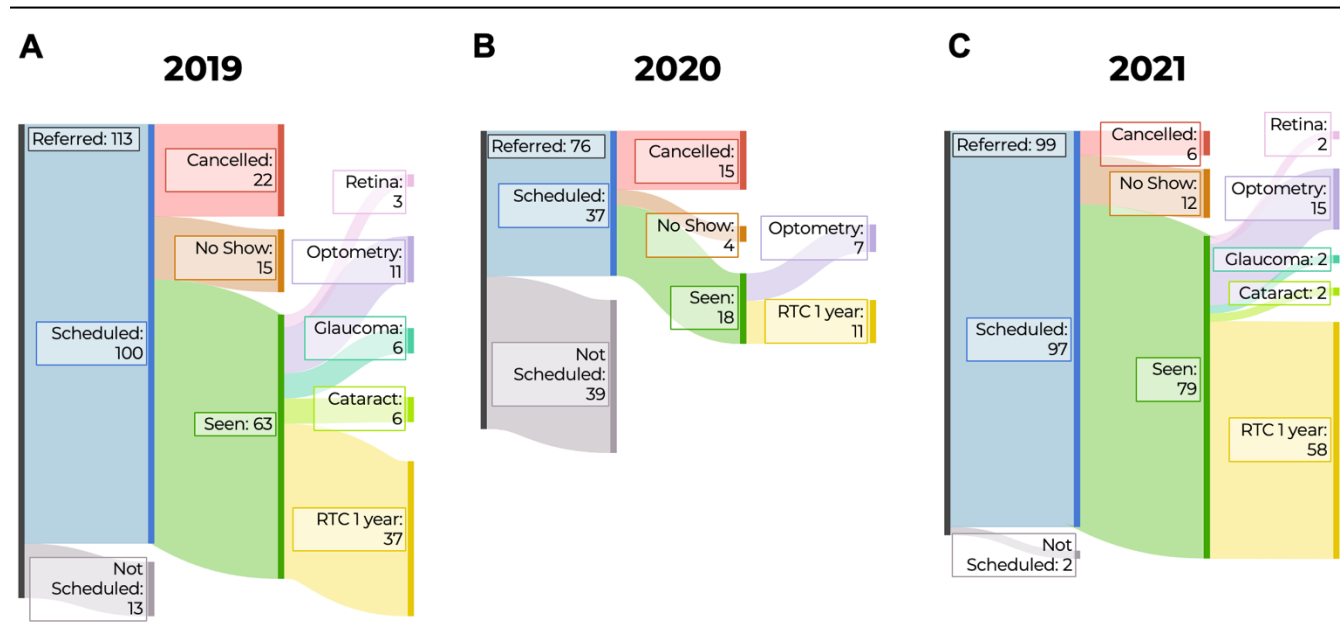 A
2019
Referred: 113
Cancelled:
22
Retina:
3
No Show:
15
Optometry:
11
Scheduled:
100
Glaucoma:
6
Cataract:
6
Seen: 63
RTC 1 year:
37
Not
Scheduled:
13
B
2020
Referred: 76
Cancelled:
15
Scheduled:
37
No Show:
4
Optometry:
7
Seen:
18
RTC 1 year:
11
Not
Scheduled:
39
C
2021
Referred: 99
Cancelled:
6
Retina:
2
No Show:
12
Optometry:
15
Glaucoma: 2
Cataract: 2
Scheduled:
97
Seen:
79
RTC 1 year:
58
Not
Scheduled: 2